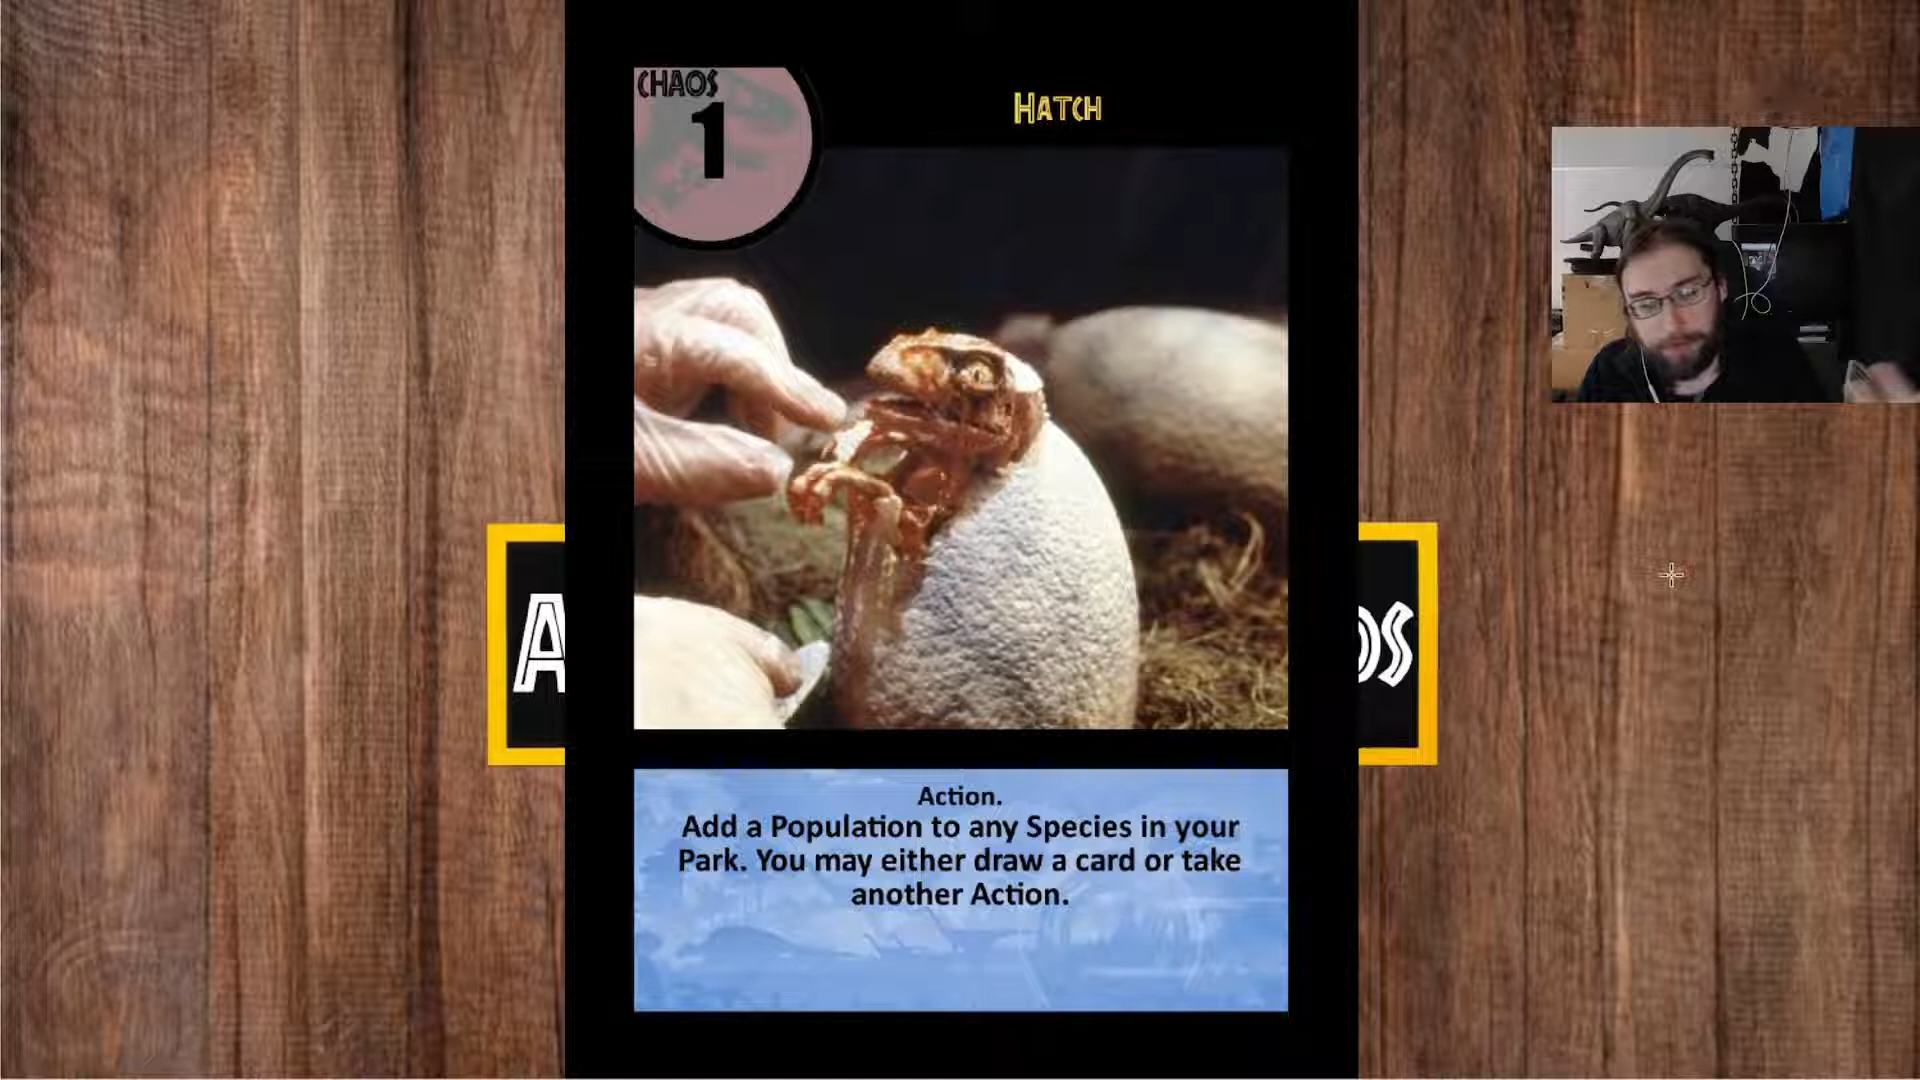 CHAOS
1
HATCH
A
OS
Action.
Add a Population to any Species in your
Park. You may either draw a card or take
another Action.